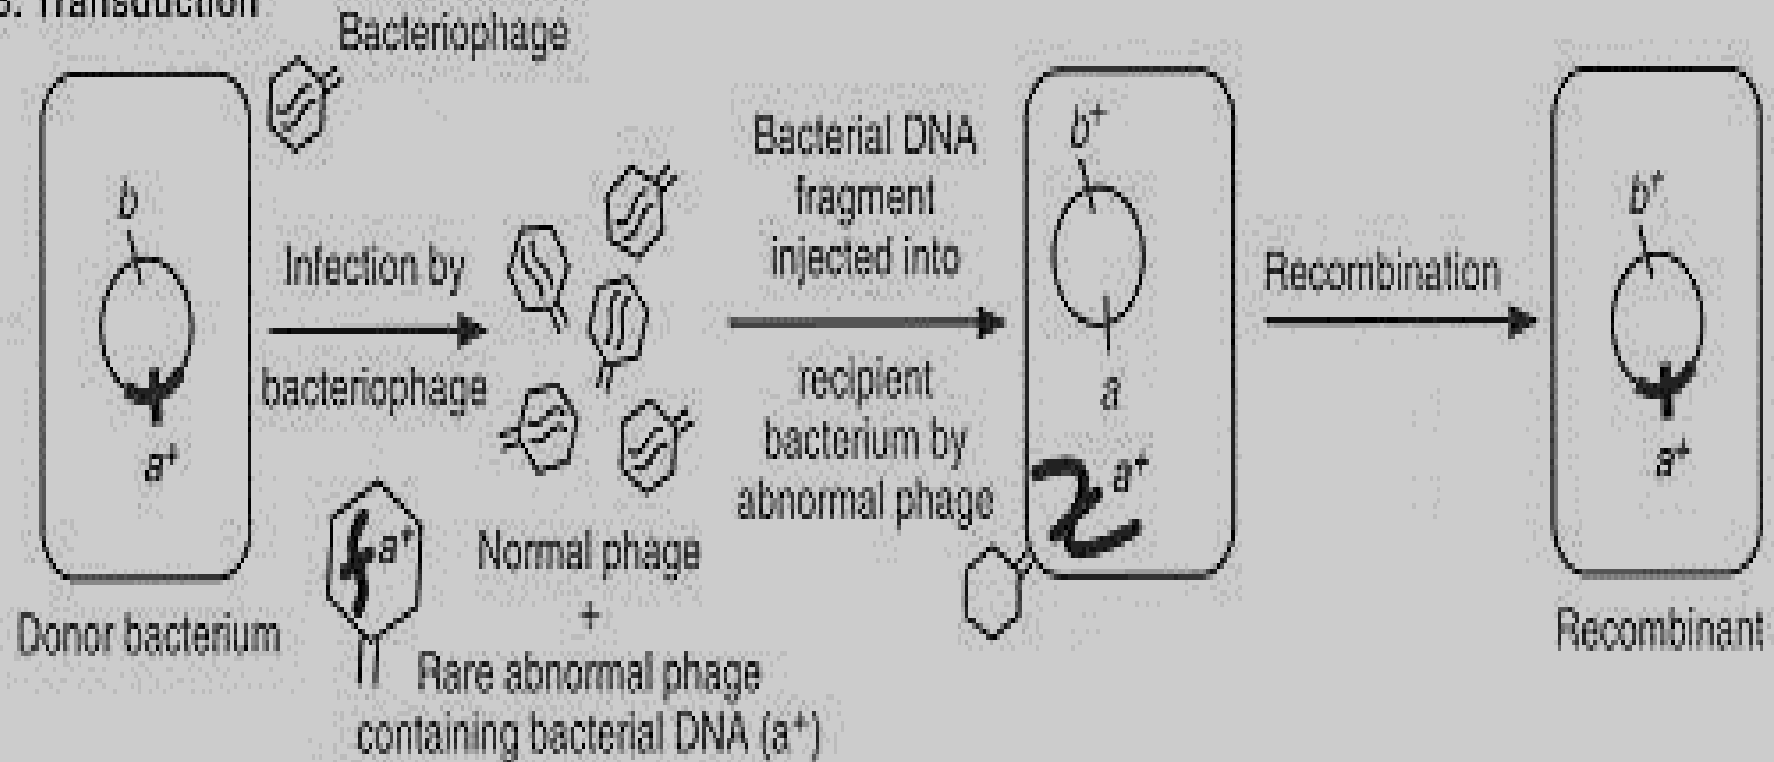 3. Transduction
Bacteriophage
b
a⁺
Donor bacterium
Infection by
bacteriophage
a⁺
Normal phage
+
Rare abnormal phage
containing bacterial DNA (a⁺)
Bacterial DNA
fragment
injected into
recipient
bacterium by
abnormal phage
b⁺
a
a⁺
Recombination
b⁺
a⁺
Recombinant